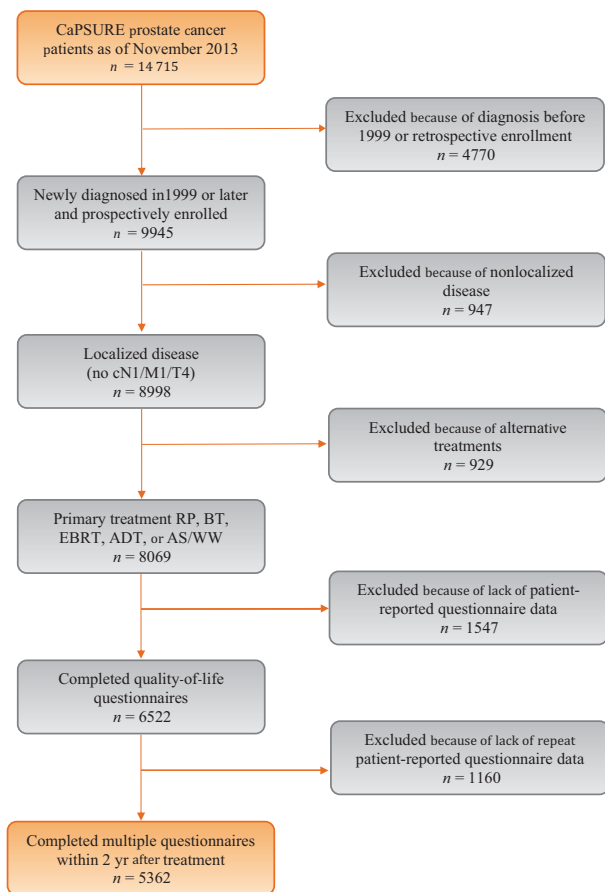 CaPSURE prostate cancer
patients as of November 2013
n = 14 715
Excluded because of diagnosis before
1999 or retrospective enrollment
n = 4770
Newly diagnosed in1999 or later
and prospectively enrolled
n = 9945
Excluded because of nonlocalized
disease
n = 947
Localized disease
(no cN1/M1/T4)
n = 8998
Excluded because of alternative
treatments
n = 929
Primary treatment RP, BT,
EBRT, ADT, or AS/WW
n = 8069
Excluded because of lack of patient-
reported questionnaire data
n = 1547
Completed quality-of-life
questionnaires
n = 6522
Excluded because of lack of repeat
patient-reported questionnaire data
n = 1160
Completed multiple questionnaires
within 2 yr after treatment
n = 5362